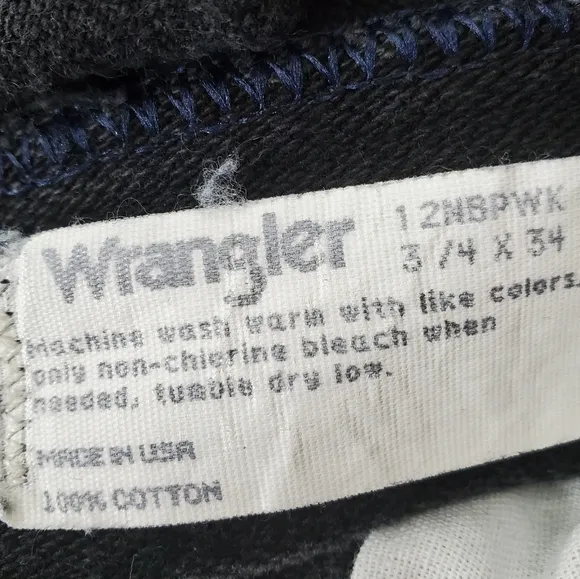 Wrangler
12NBPWK
3/4 X 34
Machine wash warm with like colors.
only non-chlorine bleach when
needed, tumble dry low.
MADE IN USA
100% COTTON